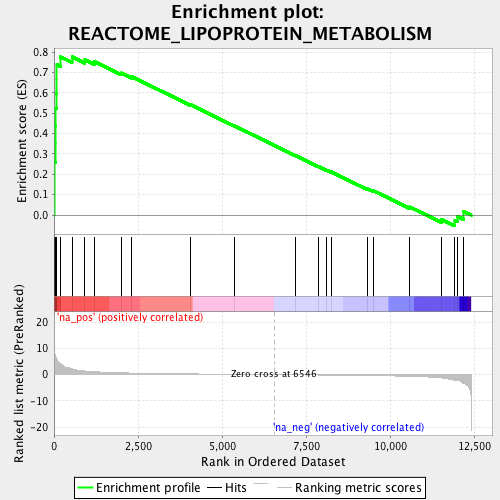 Enrichment plot:
REACTOME_LIPOPROTEIN_METABOLISM
Enrichment score (ES)
0.8
0.7
0.6
0.5
0.4
0.3
0.2
0.1
0.0
'na_pos' (positively correlated)
Ranked list metric (PreRanked)
20
10
0
-10
-20
Zero cross at 6546
'na_neg' (negatively correlated)
0
2,500
5,000
7,500
10,000
12,500
Rank in Ordered Dataset
Enrichment profile
Hits
Ranking metric scores